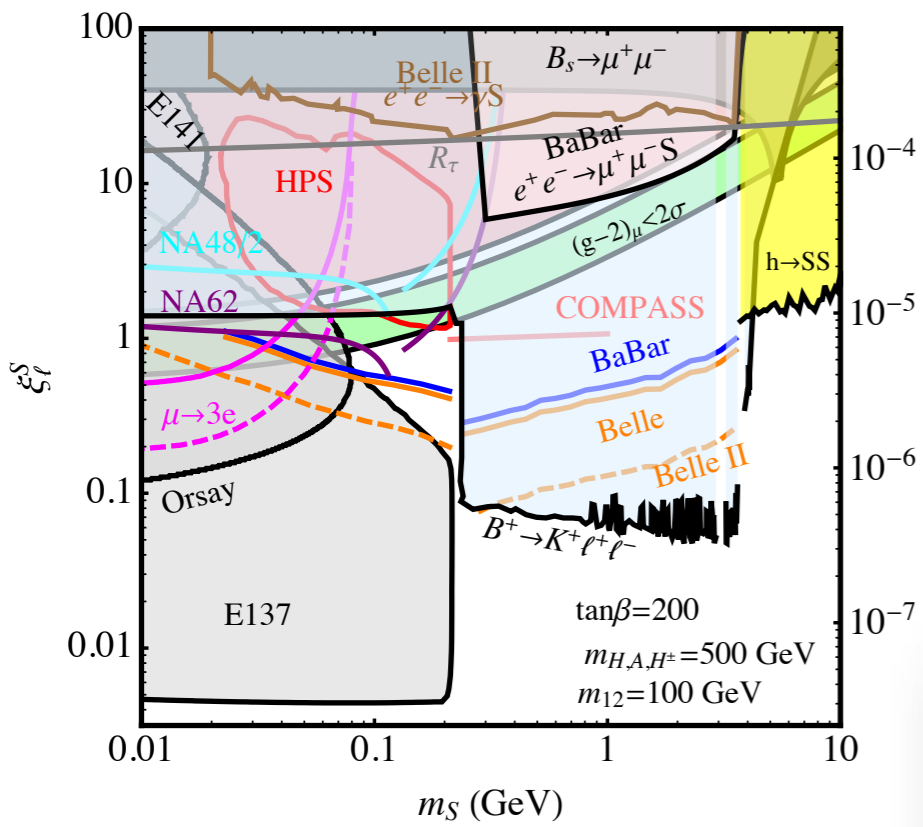 100
10
1
0.1
0.01
ξ_ℓ^S
E141
Belle II
e⁺e⁻→γS
B_s→μ⁺μ⁻
HPS
R_τ
BaBar
e⁺e⁻→μ⁺μ⁻S
(g−2)_μ<2σ
NA48/2
NA62
h→SS
COMPASS
BaBar
μ→3e
Belle
Belle II
Orsay
B⁺→K⁺ℓ⁺ℓ⁻
E137
tanβ=200
m_{H,A,H^±}=500 GeV
m_{12}=100 GeV
10⁻⁴
10⁻⁵
10⁻⁶
10⁻⁷
0.01 0.1 1 10
m_S (GeV)